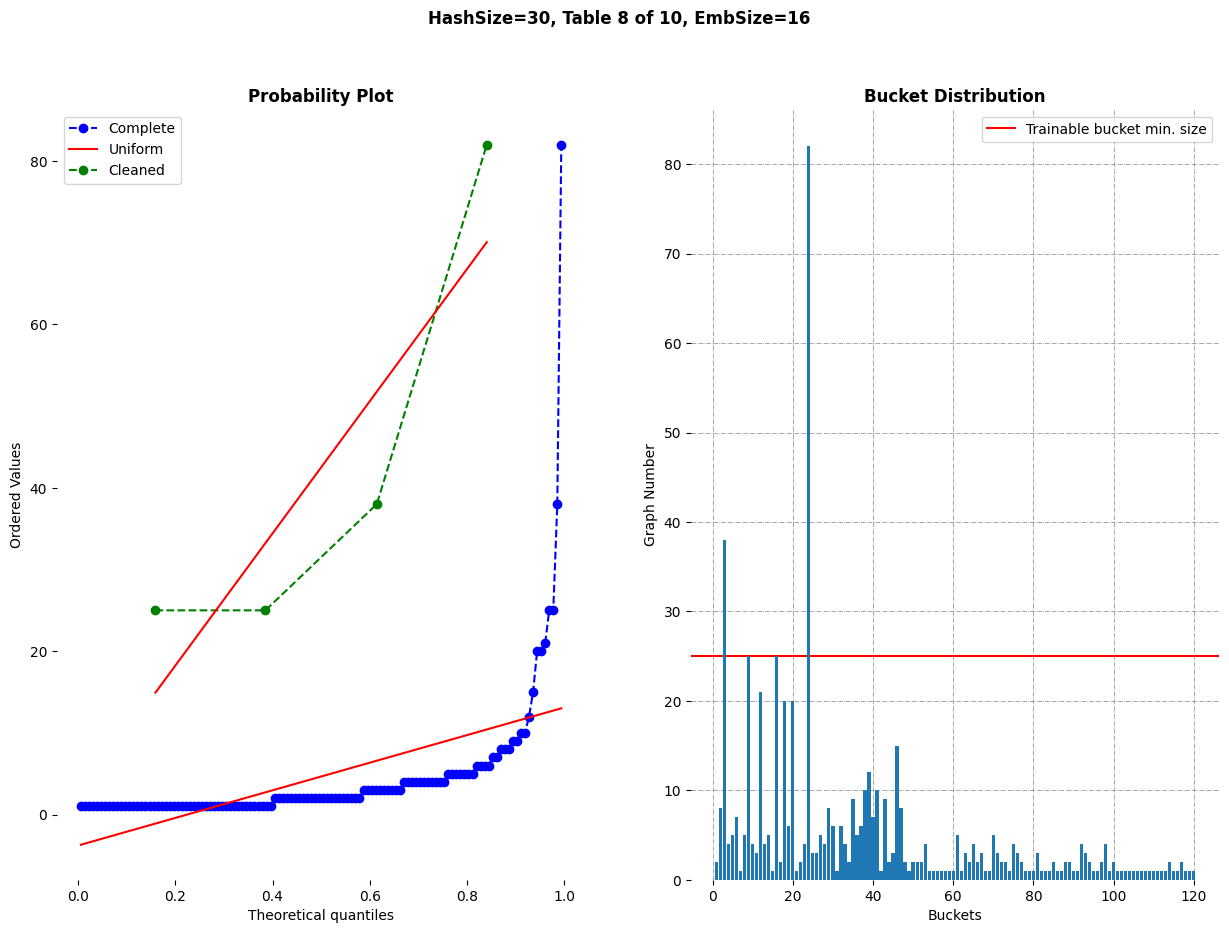 HashSize=30, Table 8 of 10, EmbSize=16
Probability Plot
Complete
Uniform
Cleaned
80
60
40
20
0
Ordered Values
0.0 0.2 0.4 0.6 0.8 1.0
Theoretical quantiles
Bucket Distribution
Trainable bucket min. size
80
70
60
50
40
30
20
10
0
Graph Number
0 20 40 60 80 100 120
Buckets